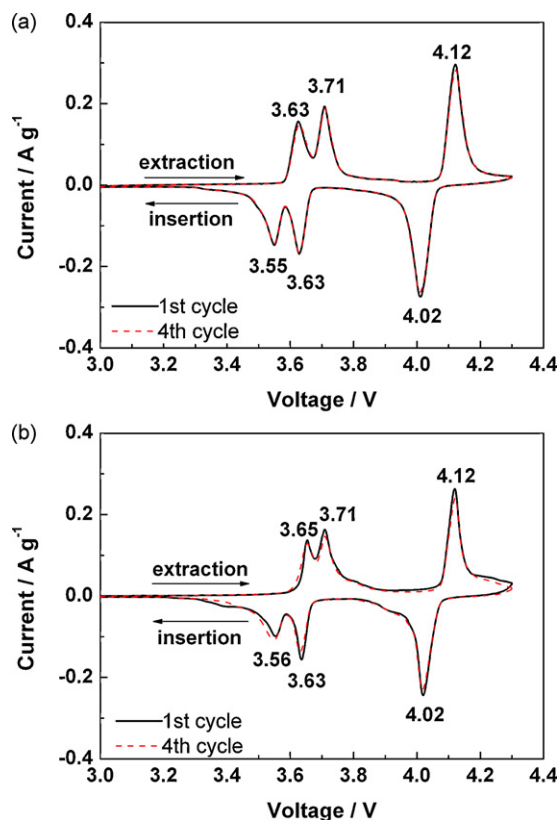 (a)
0.4
4.12
3.63
3.71
0.2
extraction
0.0
insertion
3.55
3.63
-0.2
4.02
1st cycle
4th cycle
-0.4
3.0 3.2 3.4 3.6 3.8 4.0 4.2 4.4
Voltage / V
Current / A g⁻¹
(b)
0.4
4.12
3.65
3.71
0.2
extraction
0.0
insertion
3.56
3.63
-0.2
4.02
1st cycle
4th cycle
-0.4
3.0 3.2 3.4 3.6 3.8 4.0 4.2 4.4
Voltage / V
Current / A g⁻¹